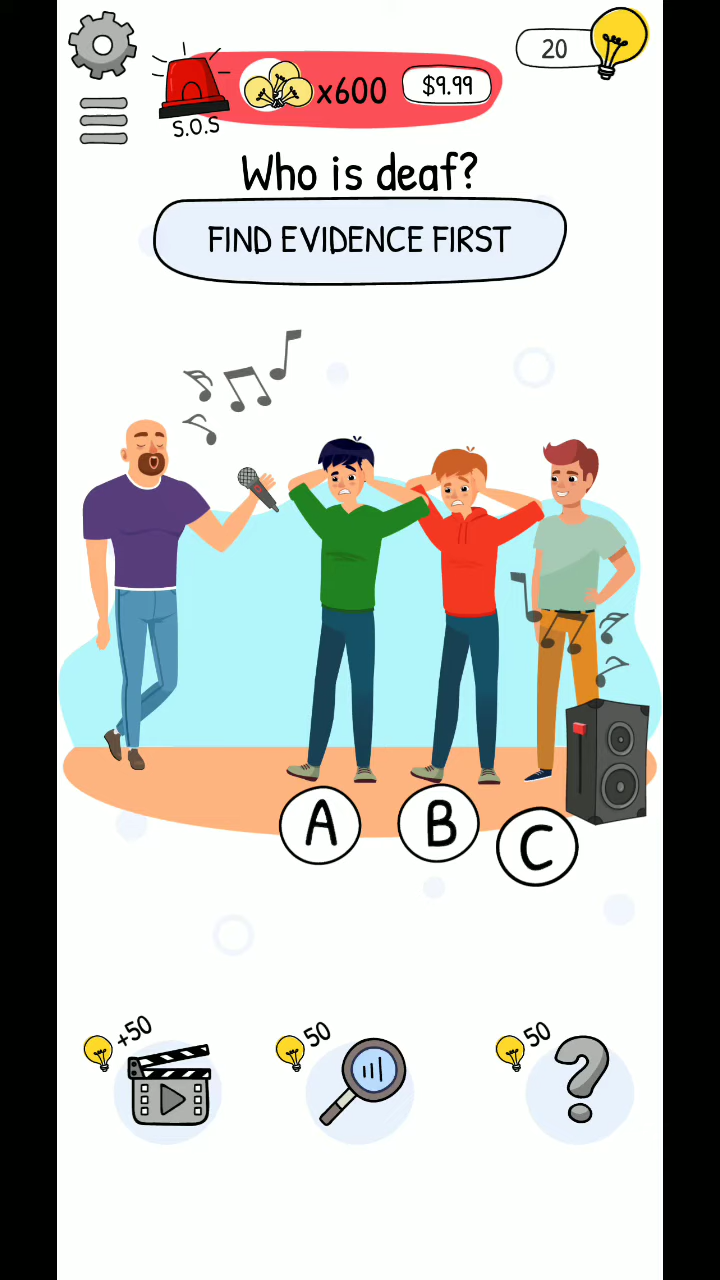 20
x600
$9.99
S.O.S
Who is deaf?
FIND EVIDENCE FIRST
A
B
C
+50
50
50